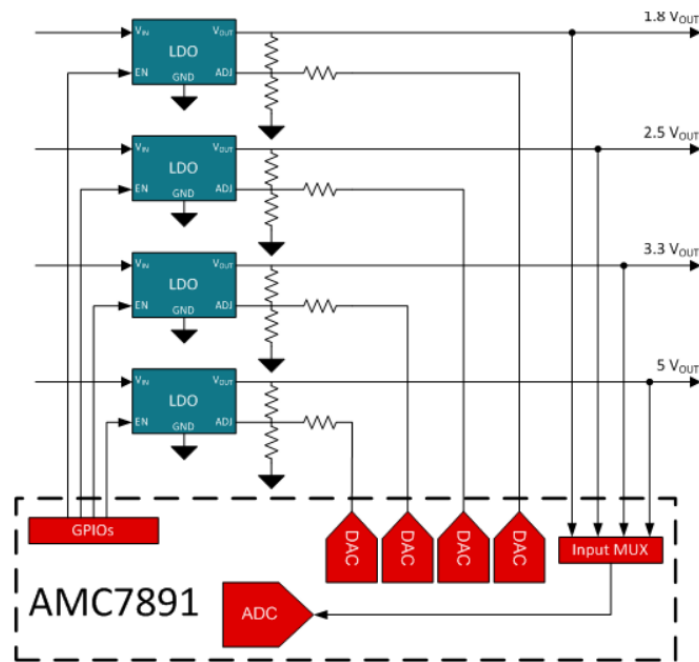 1.8 VOUT
VIN VOUT
LDO
EN ADJ
GND
2.5 VOUT
VIN VOUT
LDO
EN ADJ
GND
3.3 VOUT
VIN VOUT
LDO
EN ADJ
GND
5 VOUT
VIN VOUT
LDO
EN ADJ
GND
GPIOs
DAC
DAC
DAC
DAC
Input MUX
AMC7891
ADC